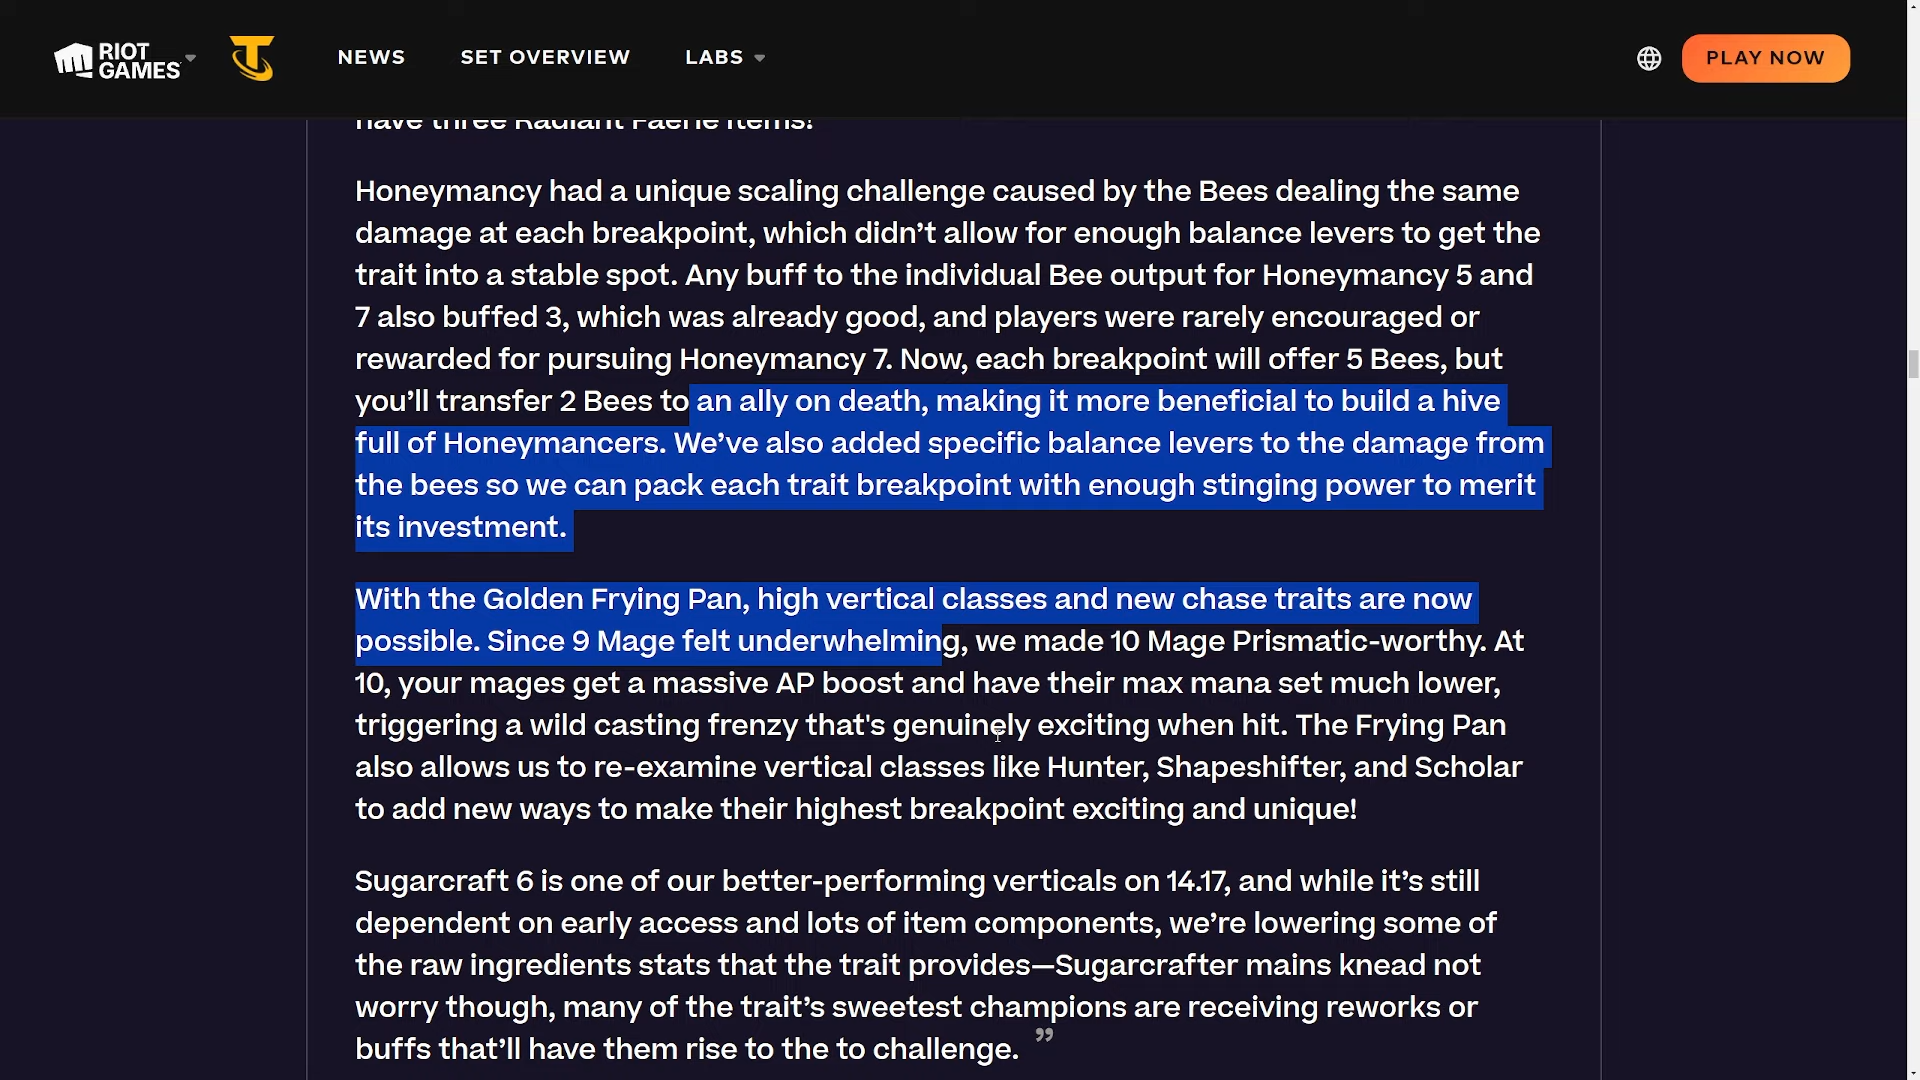 RIOT GAMES
NEWS
SET OVERVIEW
LABS
PLAY NOW
have three Radiant Faerie items!
Honeymancy had a unique scaling challenge caused by the Bees dealing the same
damage at each breakpoint, which didn’t allow for enough balance levers to get the
trait into a stable spot. Any buff to the individual Bee output for Honeymancy 5 and
7 also buffed 3, which was already good, and players were rarely encouraged or
rewarded for pursuing Honeymancy 7. Now, each breakpoint will offer 5 Bees, but
you’ll transfer 2 Bees to an ally on death, making it more beneficial to build a hive
full of Honeymancers. We’ve also added specific balance levers to the damage from
the bees so we can pack each trait breakpoint with enough stinging power to merit
its investment.
With the Golden Frying Pan, high vertical classes and new chase traits are now
possible. Since 9 Mage felt underwhelming, we made 10 Mage Prismatic-worthy. At
10, your mages get a massive AP boost and have their max mana set much lower,
triggering a wild casting frenzy that's genuinely exciting when hit. The Frying Pan
also allows us to re-examine vertical classes like Hunter, Shapeshifter, and Scholar
to add new ways to make their highest breakpoint exciting and unique!
Sugarcraft 6 is one of our better-performing verticals on 14.17, and while it’s still
dependent on early access and lots of item components, we’re lowering some of
the raw ingredients stats that the trait provides—Sugarcrafter mains knead not
worry though, many of the trait’s sweetest champions are receiving reworks or
buffs that’ll have them rise to the to challenge. ”